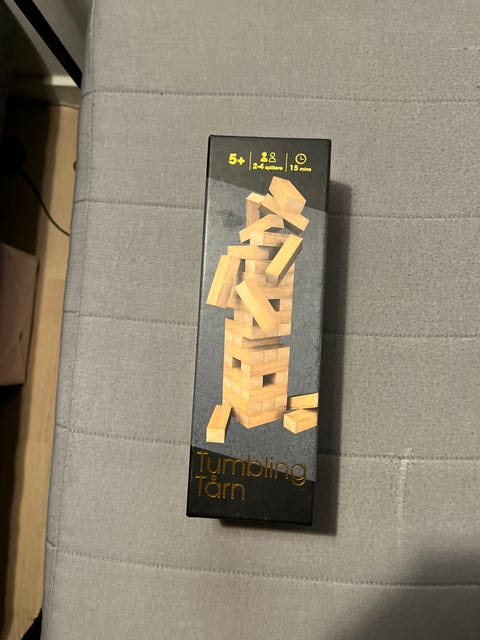 5+
2-4 spillere
15 mins
Tumbling
Tårn